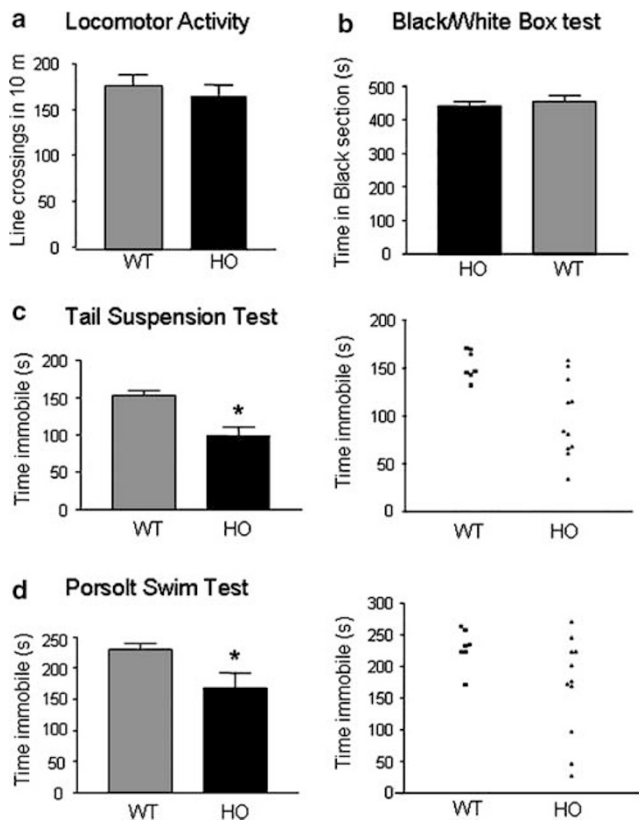 a Locomotor Activity
Line crossings in 10 m
200
150
100
50
0
WT HO
b Black/White Box test
Time in Black section (s)
500
400
300
200
100
0
HO WT
c Tail Suspension Test
Time immobile (s)
200
150
100
50
0
*
WT HO
Time immobile (s)
200
150
100
50
0
WT HO
d Porsolt Swim Test
Time immobile (s)
250
200
150
100
50
0
*
WT HO
Time immobile (s)
300
250
200
150
100
50
0
WT HO